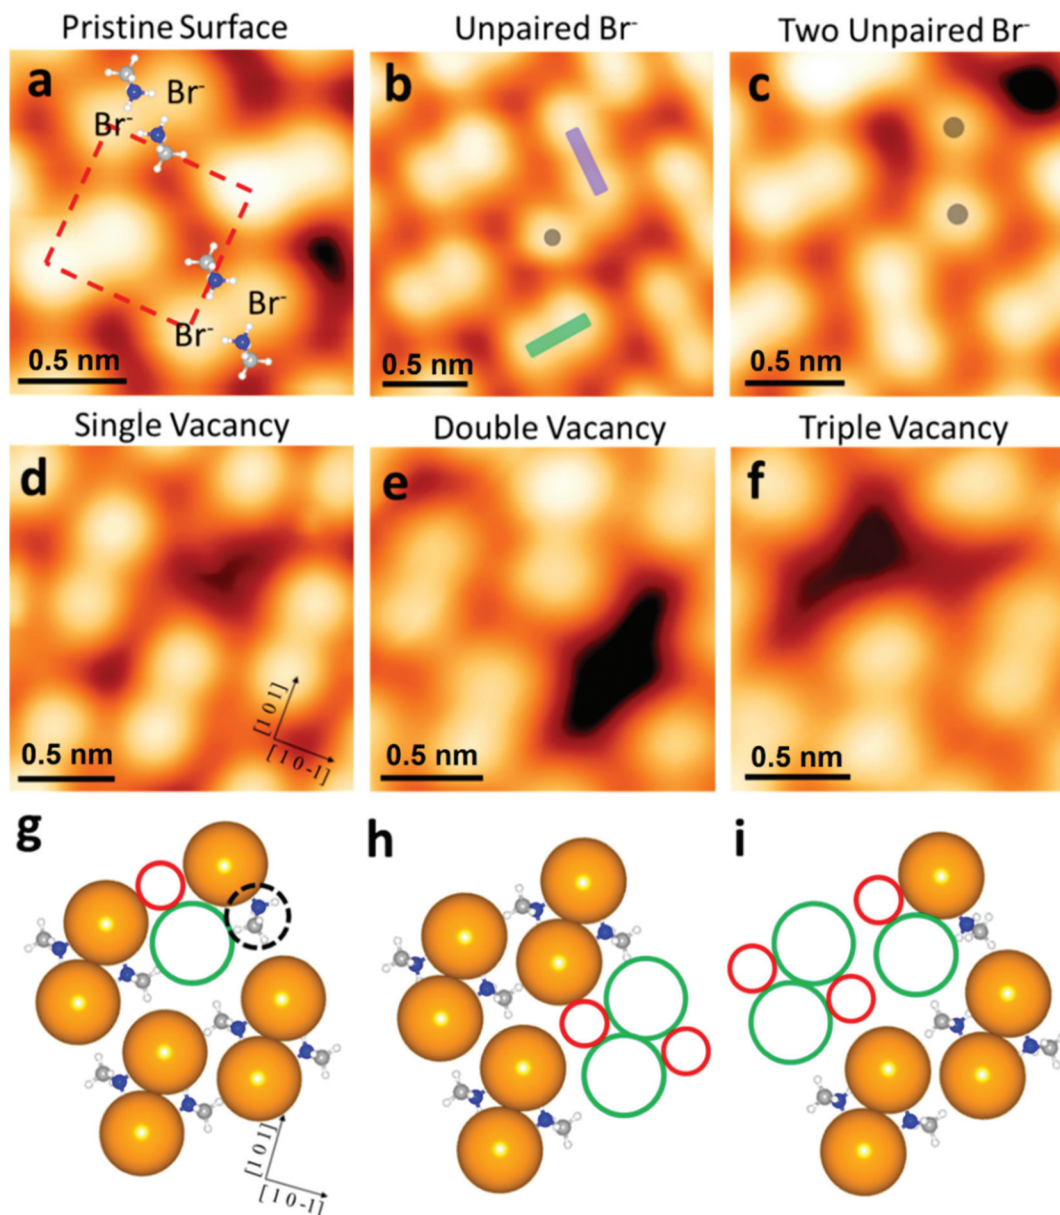 Pristine Surface
Unpaired Br⁻
Two Unpaired Br⁻
a
Br⁻
Br⁻
Br⁻
Br⁻
0.5 nm
b
0.5 nm
c
0.5 nm
Single Vacancy
Double Vacancy
Triple Vacancy
d
[1 0 1]
[1 0 -1]
0.5 nm
e
0.5 nm
f
0.5 nm
g
[1 0 1]
[1 0 -1]
h
i